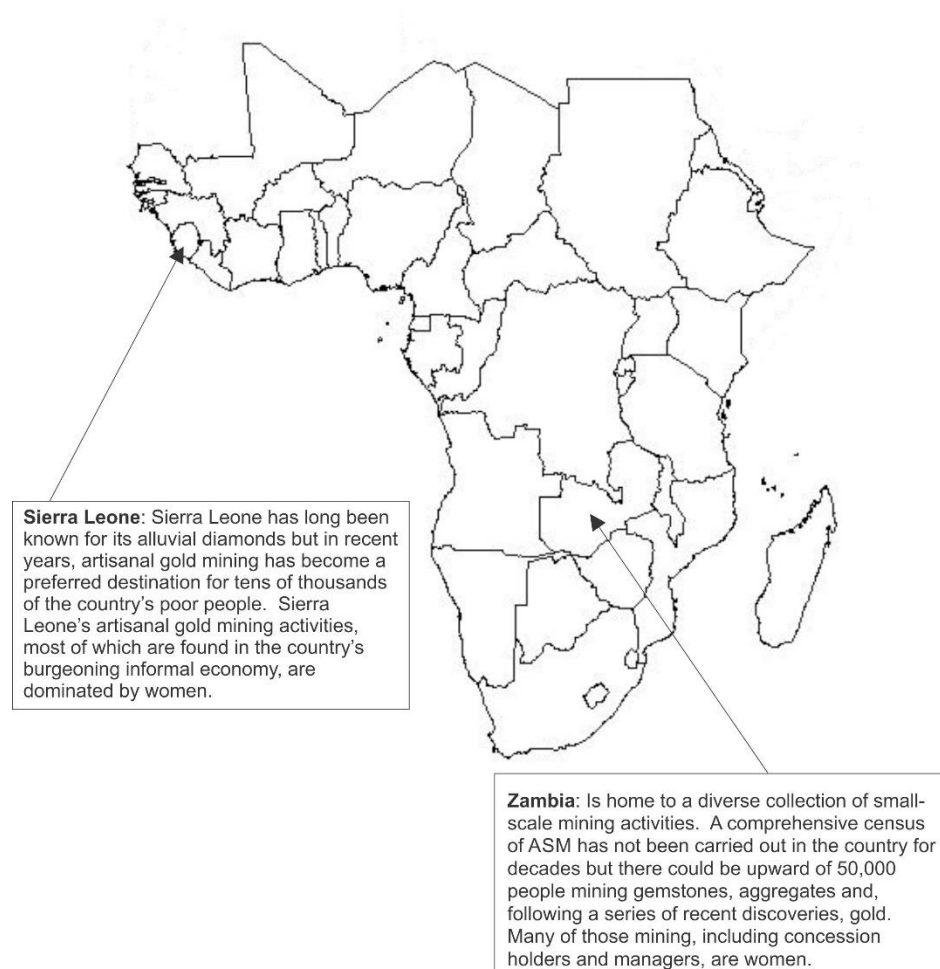 Sierra Leone: Sierra Leone has long been
known for its alluvial diamonds but in recent
years, artisanal gold mining has become a
preferred destination for tens of thousands
of the country's poor people.  Sierra
Leone's artisanal gold mining activities,
most of which are found in the country's
burgeoning informal economy, are
dominated by women.
Zambia: Is home to a diverse collection of small-
scale mining activities.  A comprehensive census
of ASM has not been carried out in the country for
decades but there could be upward of 50,000
people mining gemstones, aggregates and,
following a series of recent discoveries, gold.
Many of those mining, including concession
holders and managers, are women.